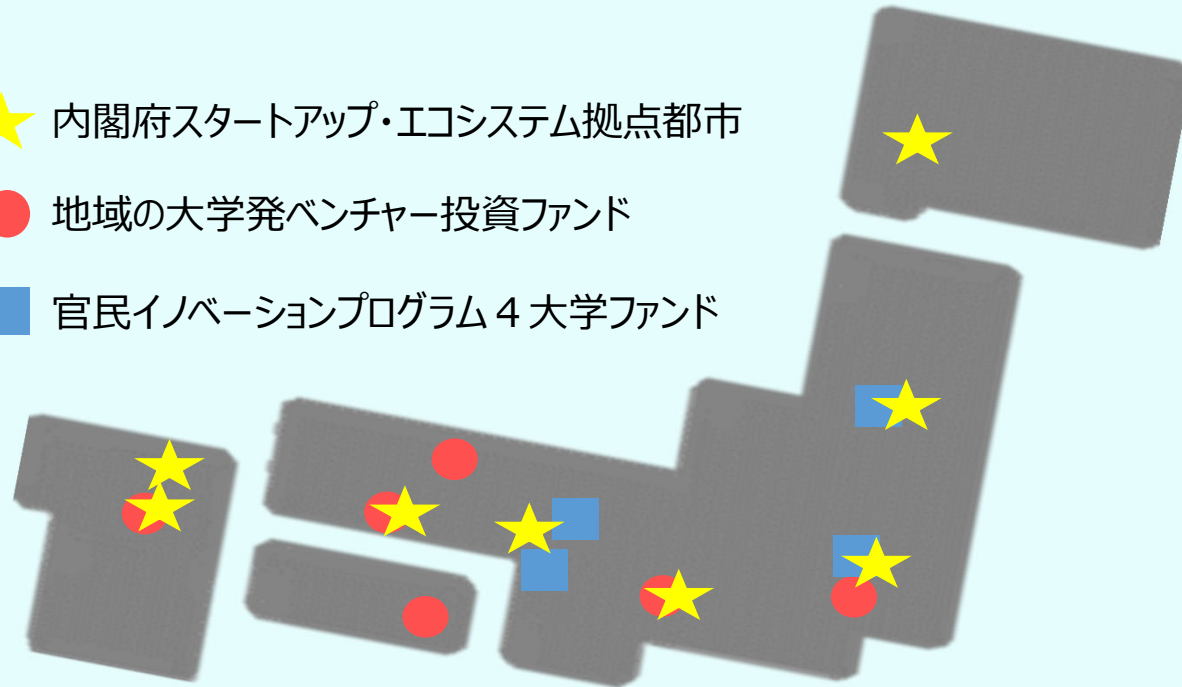 内閣府スタートアップ・エコシステム拠点都市
地域の大学発ベンチャー投資ファンド
官民イノベーションプログラム４大学ファンド